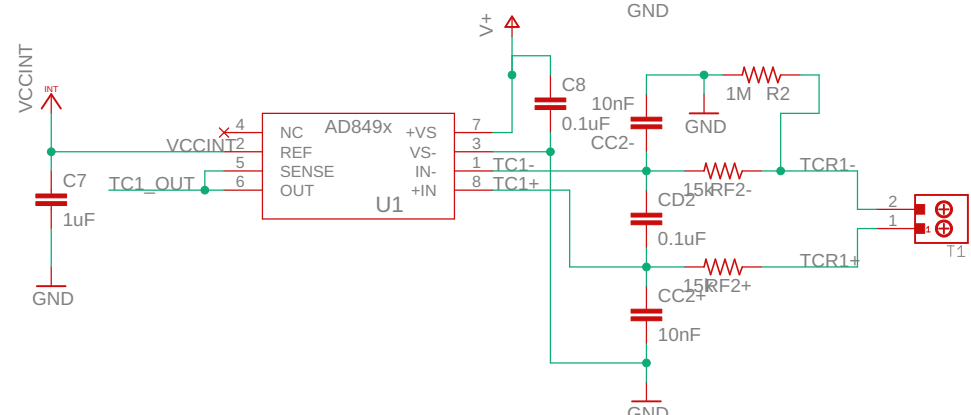 GND
V+
VCCINT
INT
C8
0.1uF
10nF
CC2-
1M R2
GND
4 NC AD849x +VS 7
VCCINT 2 REF VS- 3
5 SENSE IN- 1 TC1-
TC1_OUT 6 OUT +IN 8 TC1+
U1
C7
1uF
GND
15k RF2- TCR1-
CD2
0.1uF
2
1
1
T1
15k RF2+ TCR1+
CC2+
10nF
GND